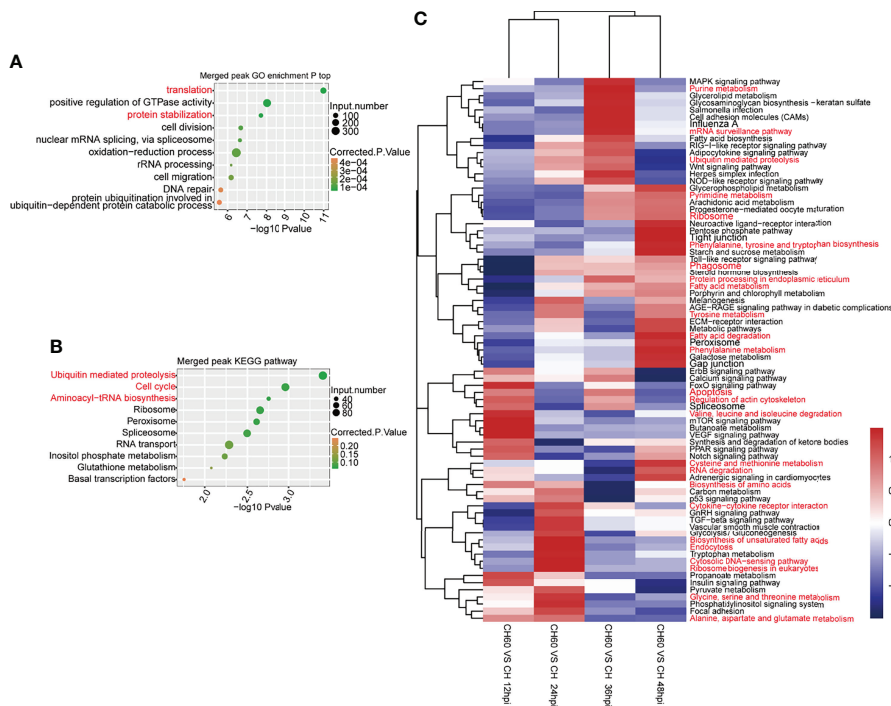 A
Merged peak GO enrichment P top
translation
positive regulation of GTPase activity
protein stabilization
cell division
nuclear mRNA splicing, via spliceosome
oxidation-reduction process
rRNA processing
cell migration
DNA repair
protein ubiquitination involved in
ubiquitin-dependent protein catabolic process
6 7 8 9 10 11
−log10 Pvalue
Input.number
100
200
300
Corrected.P.Value
4e−04
3e−04
2e−04
1e−04
B
Merged peak KEGG pathway
Ubiquitin mediated proteolysis
Cell cycle
Aminoacyl-tRNA biosynthesis
Ribosome
Peroxisome
Spliceosome
RNA transport
Inositol phosphate metabolism
Glutathione metabolism
Basal transcription factors
2.0 2.5 3.0
−log10 Pvalue
Input.number
40
60
80
Corrected.P.Value
0.20
0.15
0.10
C
MAPK signaling pathway
Purine metabolism
Glycerolipid metabolism
Glycosaminoglycan biosynthesis −keratan sulfate
Salmonella infection
Cell adhesion molecules (CAMs)
Influenza A
mRNA surveillance pathway
Fatty acid biosynthesis
RIG−I−like receptor signaling pathway
Adipocytokine signaling pathway
Ubiquitin mediated proteolysis
Wnt signaling pathway
Herpes simplex infection
NOD−like receptor signaling pathway
Glycerophospholipid metabolism
Pyrimidine metabolism
Arachidonic acid metabolism
Progesterone−mediated oocyte maturation
Ribosome
Neuroactive ligand−receptor interaction
Pentose phosphate pathway
Tight junction
Phenylalanine, tyrosine and tryptophan biosynthesis
Starch and sucrose metabolism
Toll−like receptor signaling pathway
Phagosome
Steroid hormone biosynthesis
Protein processing in endoplasmic reticulum
Fatty acid metabolism
Porphyrin and chlorophyll metabolism
Melanogenesis
AGE−RAGE signaling pathway in diabetic complications
Tyrosine metabolism
ECM−receptor interaction
Metabolic pathways
Fatty acid degradation
Peroxisome
Phenylalanine metabolism
Galactose metabolism
Gap junction
ErbB signaling pathway
Calcium signaling pathway
FoxO signaling pathway
Apoptosis
Regulation of actin cytoskeleton
Spliceosome
Valine, leucine and isoleucine degradation
mTOR signaling pathway
Butanoate metabolism
VEGF signaling pathway
Synthesis and degradation of ketone bodies
PPAR signaling pathway
Notch signaling pathway
Cysteine and methionine metabolism
RNA degradation
Adrenergic signaling in cardiomyocytes
Biosynthesis of amino acids
Carbon metabolism
p53 signaling pathway
Cytokine−cytokine receptor interaction
GnRH signaling pathway
TGF−beta signaling pathway
Vascular smooth muscle contraction
Glycolysis / Gluconeogenesis
Biosynthesis of unsaturated fatty acids
Endocytosis
Tryptophan metabolism
Cytosolic DNA−sensing pathway
Ribosome biogenesis in eukaryotes
Propanoate metabolism
Insulin signaling pathway
Pyruvate metabolism
Glycine, serine and threonine metabolism
Phosphatidylinositol signaling system
Focal adhesion
Alanine, aspartate and glutamate metabolism
CH60 VS CH 12hpi
CH60 VS CH 24hpi
CH60 VS CH 36hpi
CH60 VS CH 48hpi